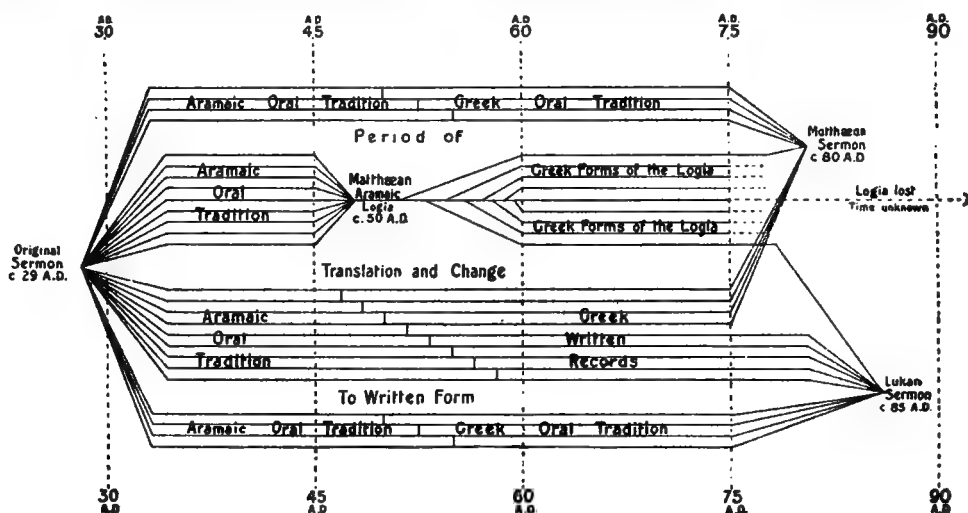 A.D. A.D. A.D. A.D. A.D.
30 45 60 75 90
Aramaic Oral Tradition Greek Oral Tradition
Period of
Matthæan
Sermon
c 80 A.D.
Aramaic
Oral
Tradition
Matthæan
Aramaic
Logia
c. 50 A.D.
Greek Forms of the Logia
Greek Forms of the Logia
Logia lost
Time unknown
Original
Sermon
c 29 A.D.
Translation and Change
Aramaic Greek
Oral Written
Tradition Records
Lukan
Sermon
c 85 A.D.
To Written Form
Aramaic Oral Tradition Greek Oral Tradition
30 45 60 75 90
A.D. A.D. A.D. A.D. A.D.